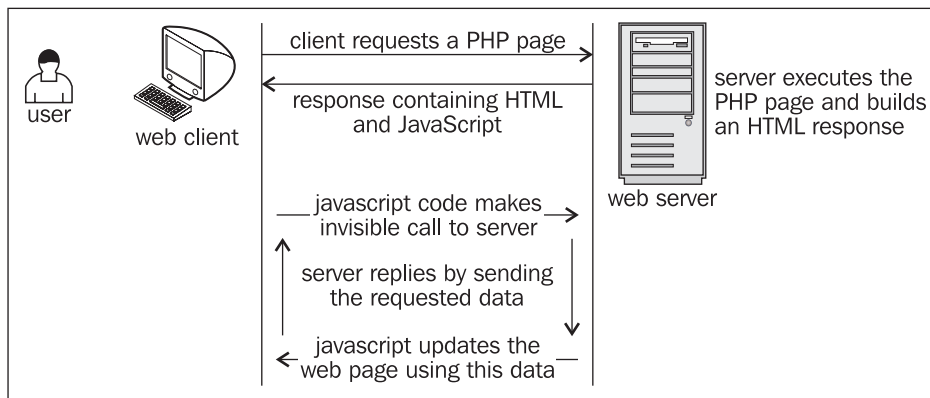 client requests a PHP page
response containing HTML
and JavaScript
user
web client
server executes the
PHP page and builds
an HTML response
web server
javascript code makes
invisible call to server
server replies by sending
the requested data
javascript updates the
web page using this data